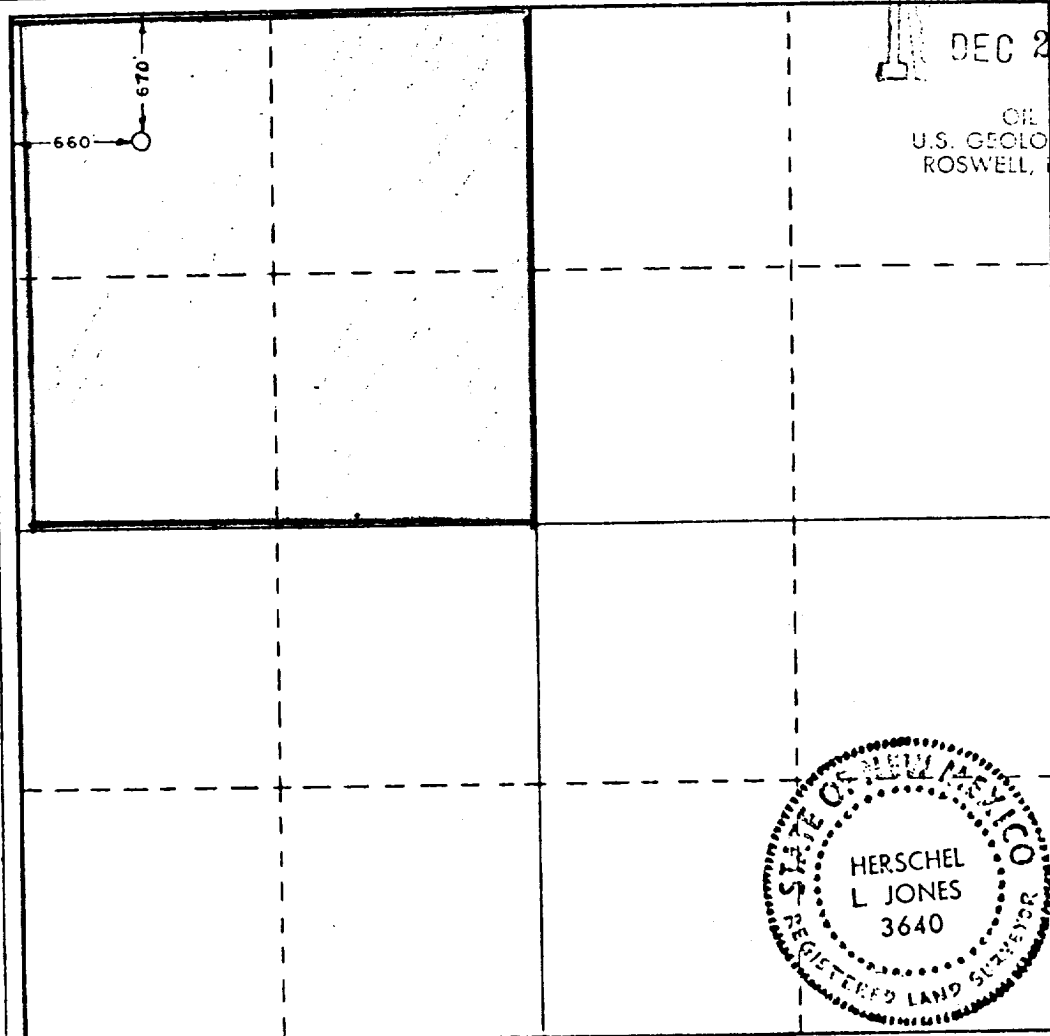 670'
660'
DEC 2
OIL
U.S. GEOLO
ROSWELL,
STATE OF NEW MEXICO
HERSCHEL
L. JONES
3640
REGISTERED LAND SURVEYOR